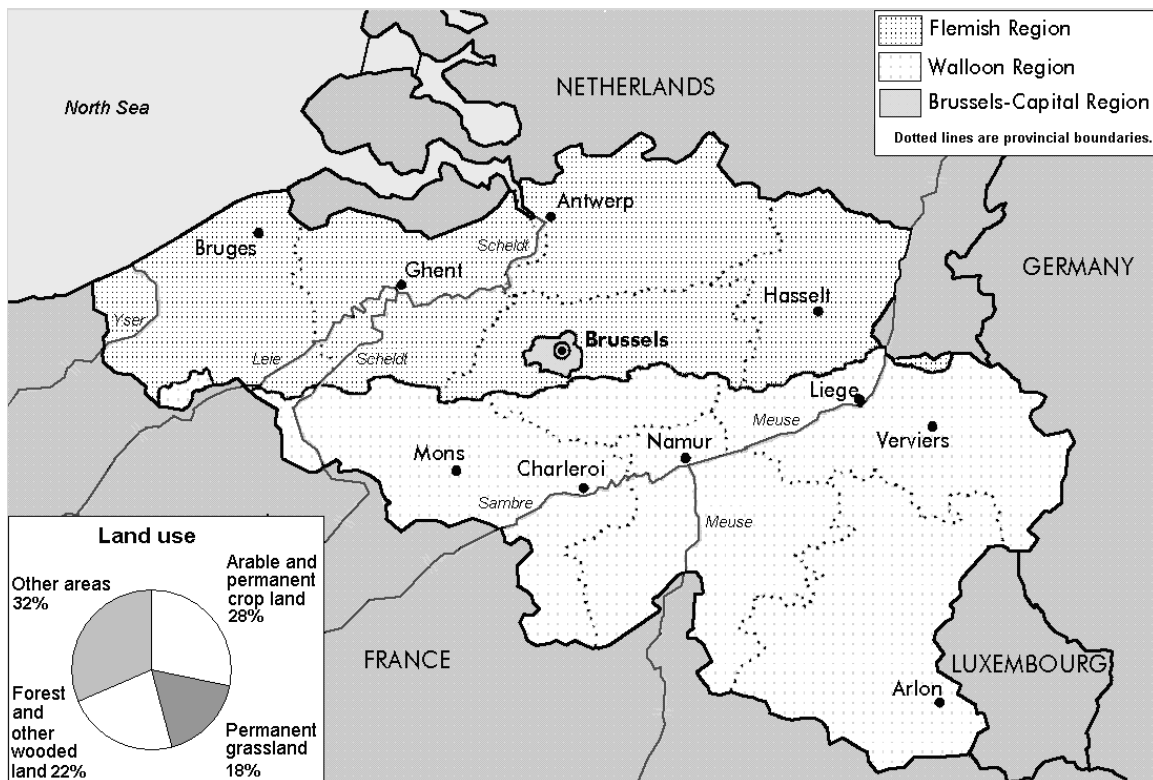 Flemish Region
Walloon Region
Brussels-Capital Region
Dotted lines are provincial boundaries.
North Sea
NETHERLANDS
Antwerp
Bruges
Scheldt
Ghent
GERMANY
Hasselt
Yser
Brussels
Leie
Scheldt
Liege
Meuse
Verviers
Namur
Mons
Charleroi
Sambre
Meuse
FRANCE
LUXEMBOURG
Arlon
Land use
Other areas
32%
Arable and
permanent
crop land
28%
Forest and
other
wooded
land 22%
Permanent
grassland
18%